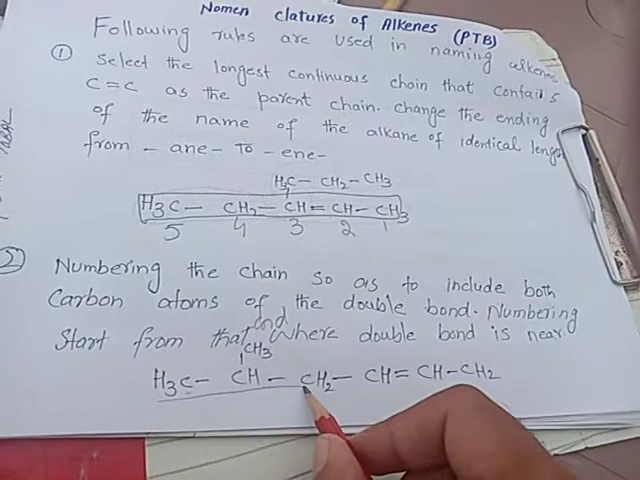 Nomen clatures of Alkenes (PTB)
Following rules are used in naming alkenes
① Select the longest continuous chain that contains
C=C as the parent chain. change the ending
of the name of the alkane of identical length
from - ane - to - ene -
H3C - CH2 - CH3
H3C - CH2 - CH = CH - CH3
5 4 3 2 1
② Numbering the chain so as to include both
Carbon atoms of the double bond. Numbering
Start from that end where double bond is near
CH3
H3C - CH - CH2 - CH = CH - CH2